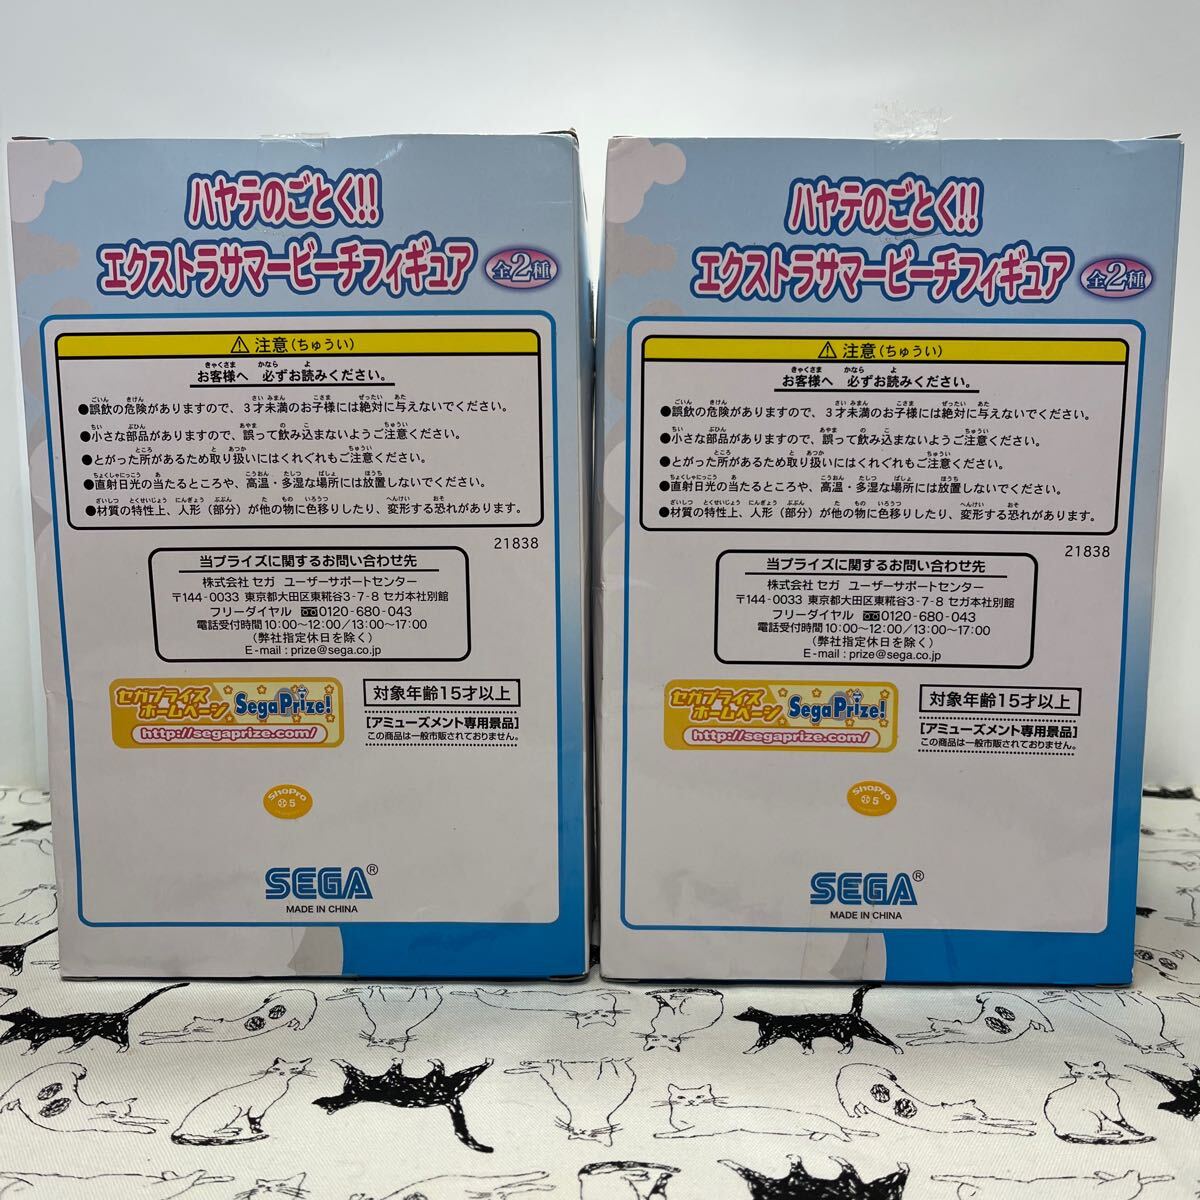 ハヤテのごとく!!
エクストラサマービーチフィギュア 全2種
⚠注意(ちゅうい)
お客様へ 必ずお読みください。
●誤飲の危険がありますので、3才未満のお子様には絶対に与えないでください。
●小さな部品がありますので、誤って飲み込まないようご注意ください。
●とがった所があるため取り扱いにはくれぐれもご注意ください。
●直射日光の当たるところや、高温・多湿な場所には放置しないでください。
●材質の特性上、人形(部分)が他の物に色移りしたり、変形する恐れがあります。
21838
当プライズに関するお問い合わせ先
株式会社 セガ ユーザーサポートセンター
〒144-0033 東京都大田区東糀谷3-7-8 セガ本社別館
フリーダイヤル 0120-680-043
電話受付時間 10:00〜12:00/13:00〜17:00
(弊社指定休日を除く)
E-mail : prize@sega.co.jp
セガプライズ
ホームページ SegaPrize!
http://segaprize.com/
対象年齢15才以上
[アミューズメント専用景品]
この商品は一般市販されておりません。
ShoPro
5
SEGA®
MADE IN CHINA
ハヤテのごとく!!
エクストラサマービーチフィギュア 全2種
⚠注意(ちゅうい)
お客様へ 必ずお読みください。
●誤飲の危険がありますので、3才未満のお子様には絶対に与えないでください。
●小さな部品がありますので、誤って飲み込まないようご注意ください。
●とがった所があるため取り扱いにはくれぐれもご注意ください。
●直射日光の当たるところや、高温・多湿な場所には放置しないでください。
●材質の特性上、人形(部分)が他の物に色移りしたり、変形する恐れがあります。
21838
当プライズに関するお問い合わせ先
株式会社 セガ ユーザーサポートセンター
〒144-0033 東京都大田区東糀谷3-7-8 セガ本社別館
フリーダイヤル 0120-680-043
電話受付時間 10:00〜12:00/13:00〜17:00
(弊社指定休日を除く)
E-mail : prize@sega.co.jp
セガプライズ
ホームページ SegaPrize!
http://segaprize.com/
対象年齢15才以上
[アミューズメント専用景品]
この商品は一般市販されておりません。
ShoPro
5
SEGA®
MADE IN CHINA